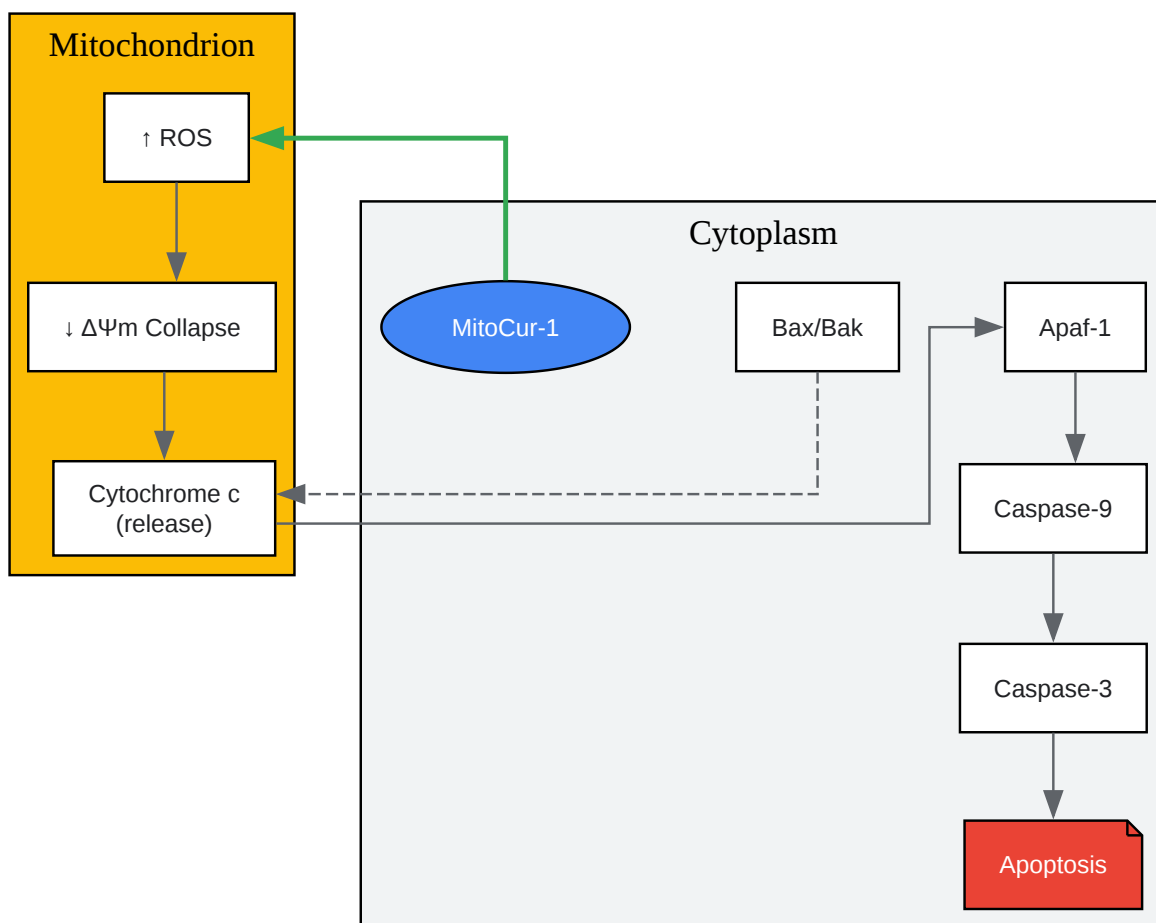 Mitochondrion
↑ ROS
↓ ΔΨm Collapse
Cytochrome c
(release)
Cytoplasm
MitoCur-1
Bax/Bak
Apaf-1
Caspase-9
Caspase-3
Apoptosis